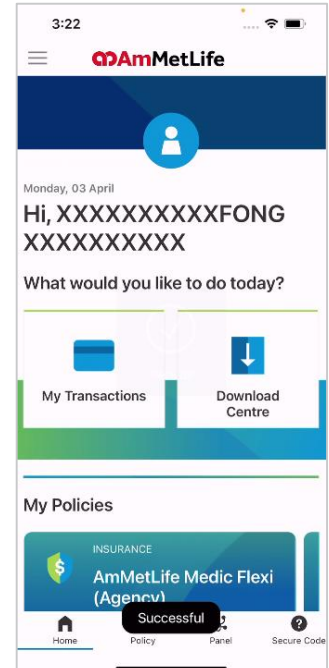 3:22
AmMetLife
Monday, 03 April
Hi, XXXXXXXXXXFONG
XXXXXXXXXX
What would you like to do today?
My Transactions
Download
Centre
My Policies
INSURANCE
AmMetLife Medic Flexi
(Agency)
Successful
Home
Policy
Panel
Secure Code